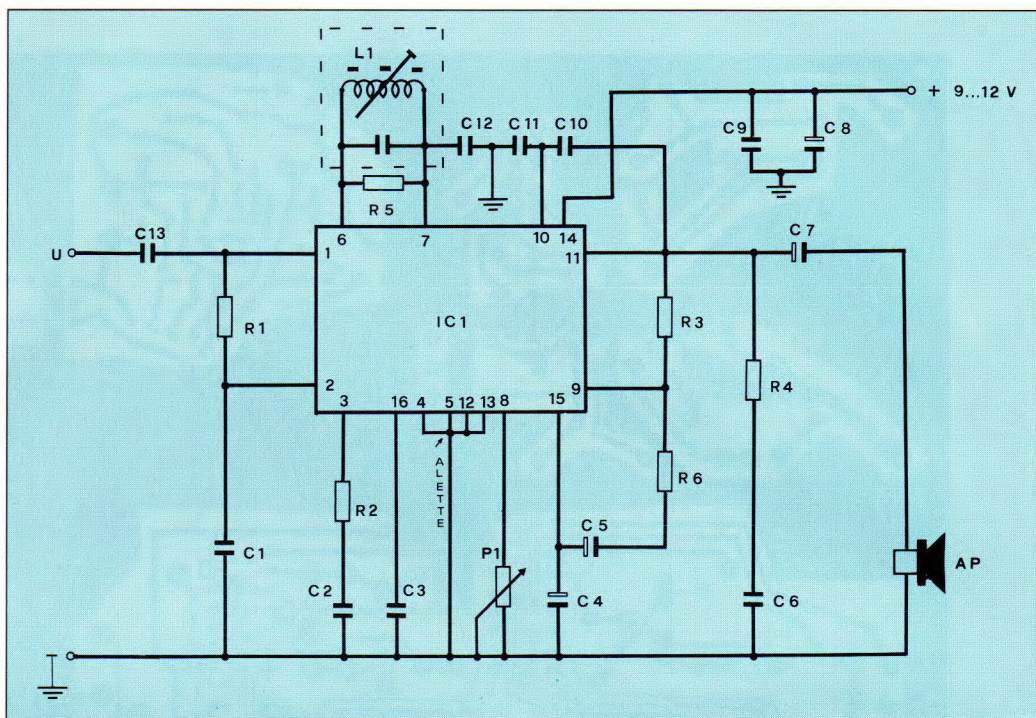 L1
C12 C11 C10
+ 9...12 V
C9 C8
R5
6 7 10 14
C13
C7
U
1 11
R1
IC1
R3
2 9
R4
3 16 4 5 12 13 8 15
ALETTE
R6
R2
C5
P1
AP
C1
C2 C3 C4 C6
–